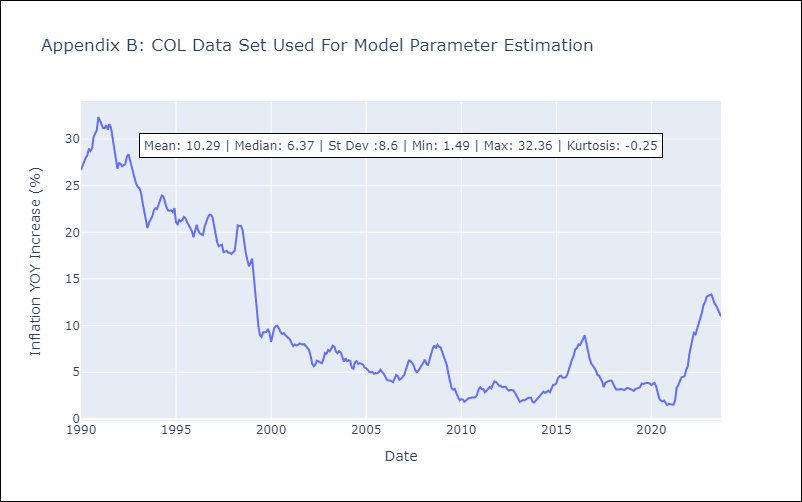 Appendix B: COL Data Set Used For Model Parameter Estimation
Mean: 10.29 | Median: 6.37 | St Dev :8.6 | Min: 1.49 | Max: 32.36 | Kurtosis: -0.25
Inflation YOY Increase (%)
30
25
20
15
10
5
0
1990 1995 2000 2005 2010 2015 2020
Date